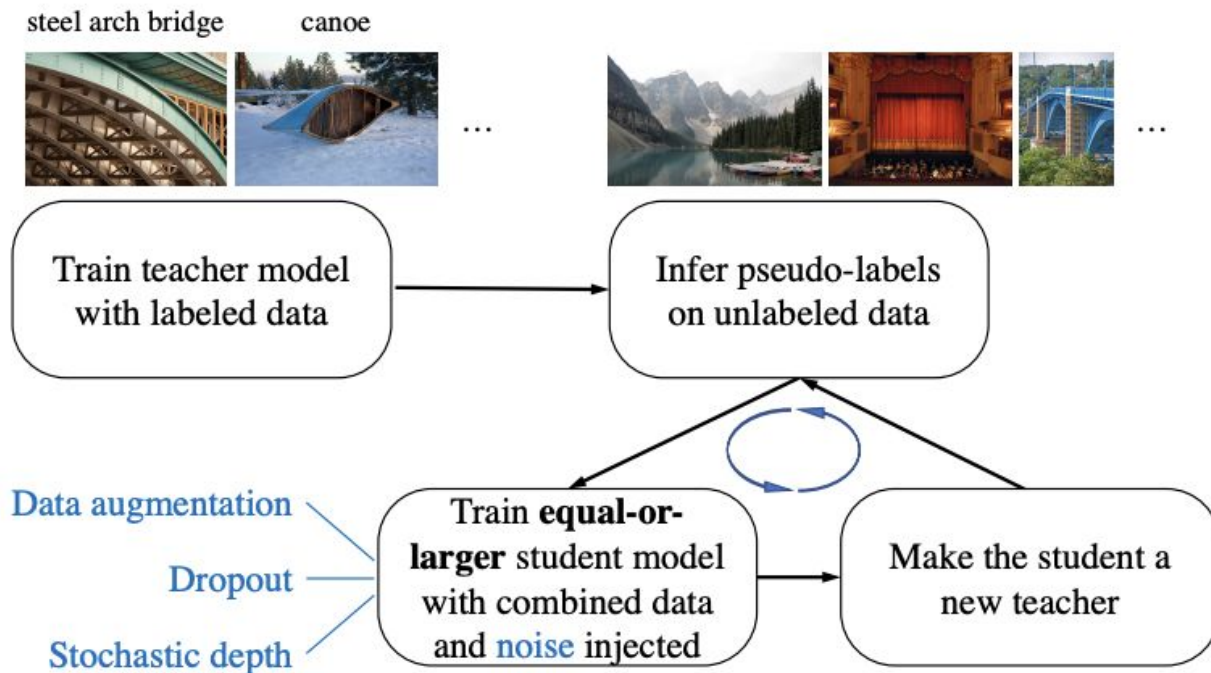 steel arch bridge
canoe
...
...
Train teacher model
with labeled data
Infer pseudo-labels
on unlabeled data
Data augmentation
Dropout
Stochastic depth
Train equal-or-
larger student model
with combined data
and noise injected
Make the student a
new teacher